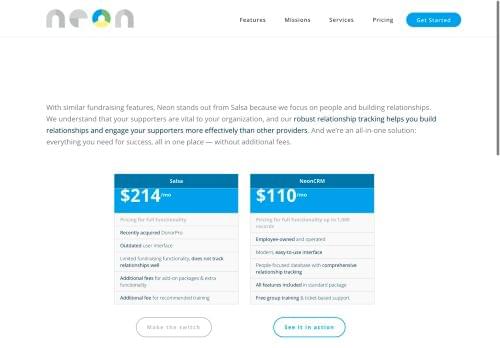 neon
Features Missions Services Pricing Get Started
With similar fundraising features, Neon stands out from Salsa because we focus on people and building relationships.
We understand that your supporters are vital to your organization, and our robust relationship tracking helps you build
relationships and engage your supporters more effectively than other providers. And we're an all-in-one solution:
everything you need for success, all in one place — without additional fees.
Salsa
$214/mo
Pricing for full functionality
Recently acquired DonorPro
Outdated user interface
Limited fundraising functionality, does not track
relationships well
Additional fees for add-on packages & extra
functionality
Additional fee for recommended training
Make the switch
NeonCRM
$110/mo
Pricing for full functionality up to 1,000
records
Employee-owned and operated
Modern, easy-to-use interface
People-focused database with comprehensive
relationship tracking
All features included in standard package
Free group training & ticket-based support
See it in action